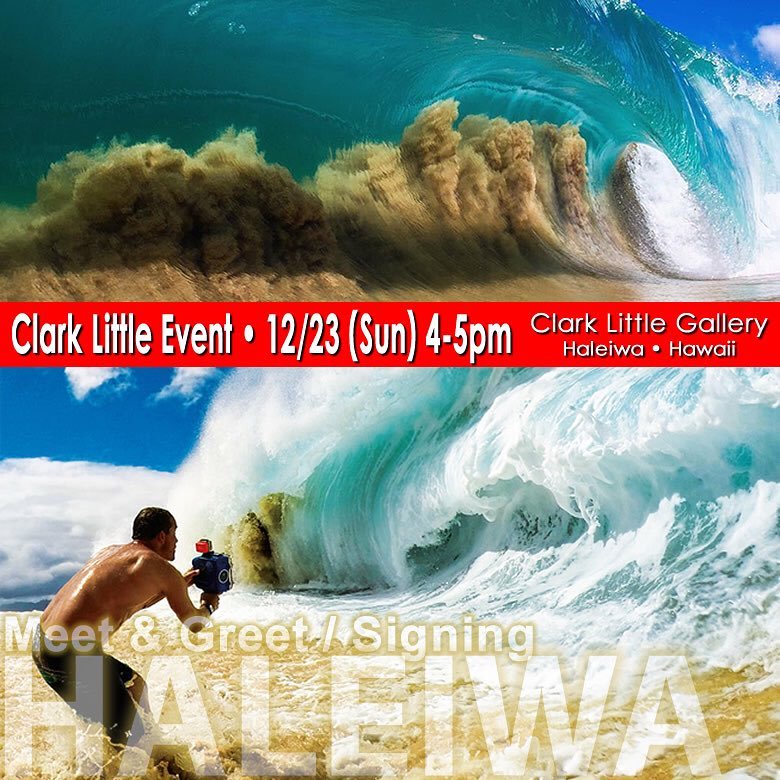 Clark Little Event • 12/23 (Sun) 4-5pm
Clark Little Gallery
Haleiwa • Hawaii
Meet & Greet / Signing
HALEIWA